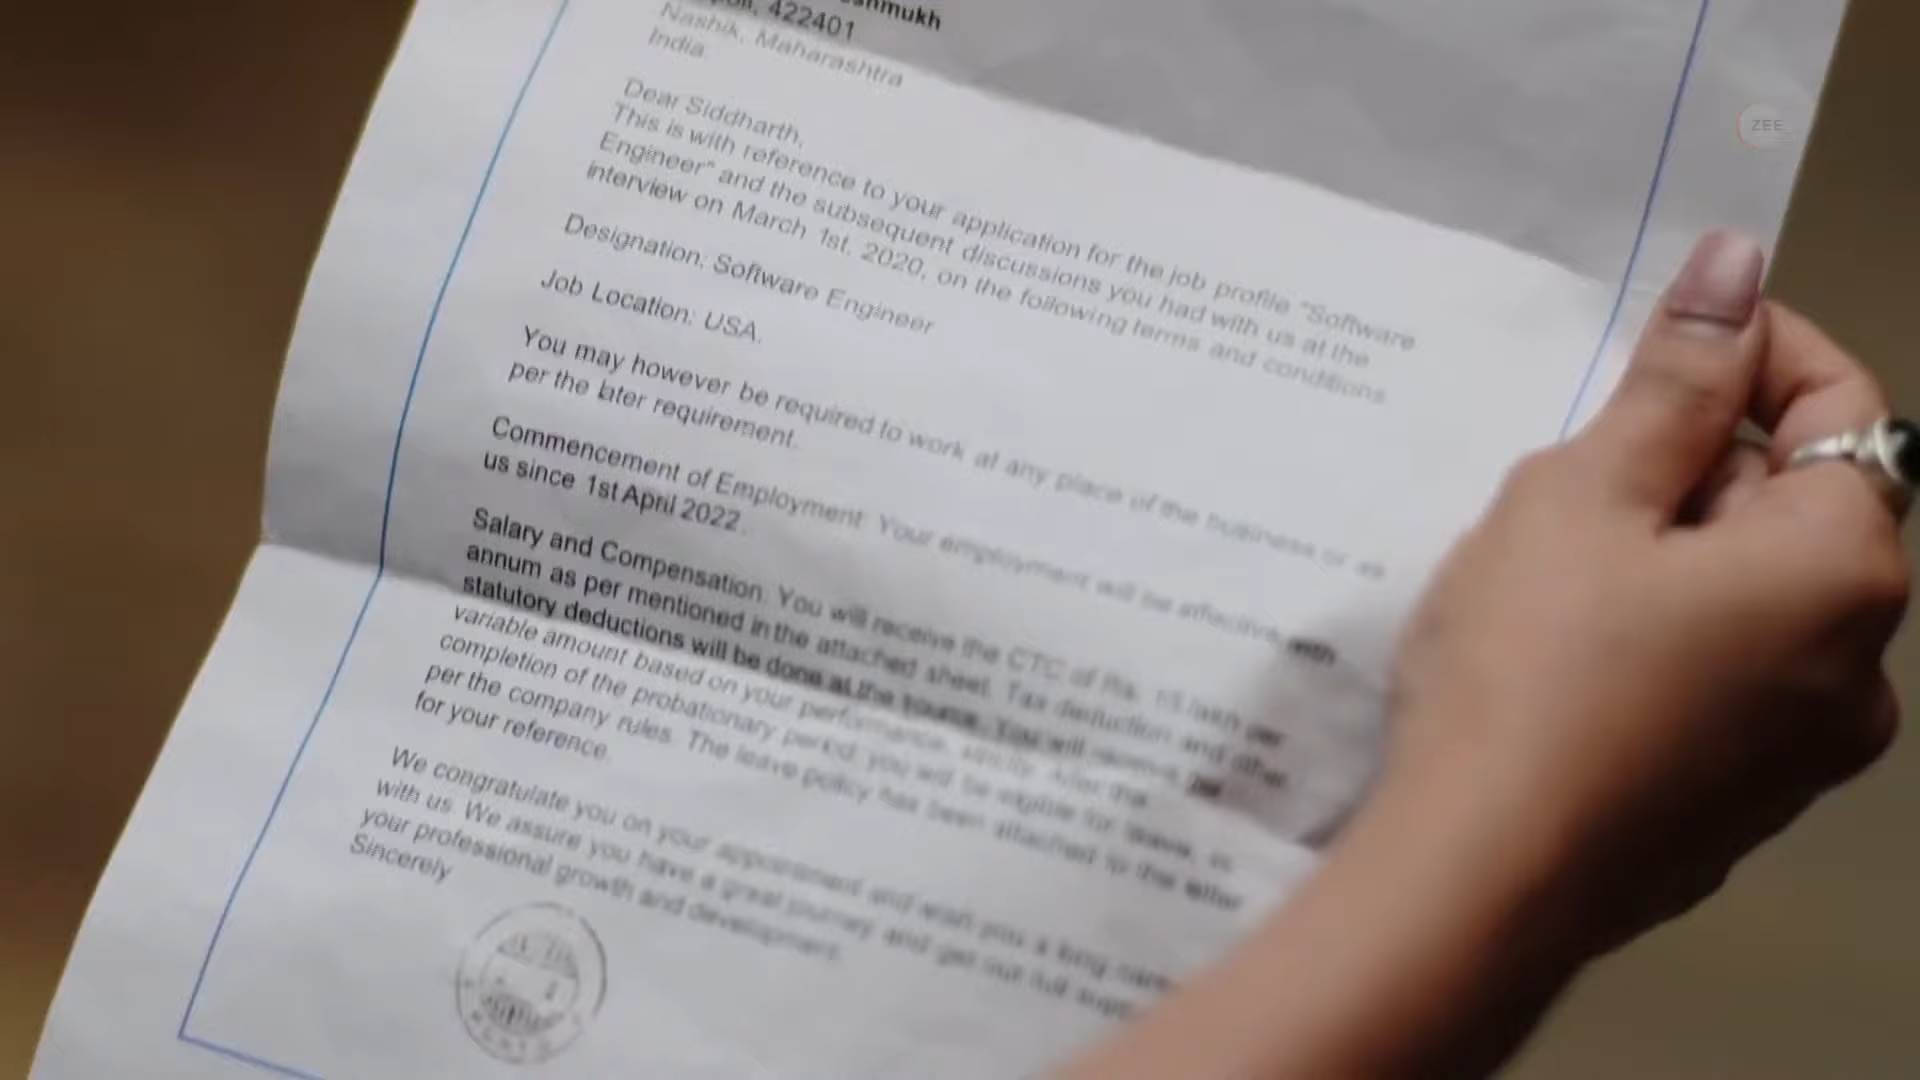 422401
Nashik, Maharashtra
India.
Dear Siddharth,
This is with reference to your application for the job profile "Software
Engineer" and the subsequent discussions you had with us at the
interview on March 1st, 2020, on the following terms and conditions
Designation: Software Engineer
Job Location: USA.
You may however be required to work at any place of the business or as
per the later requirement.
Commencement of Employment: Your employment will be effective with
us since 1st April 2022.
Salary and Compensation: You will receive the CTC of Rs. lakh per
annum as per mentioned in the attached sheet. Tax deduction and other
statutory deductions will be done at the source. You will receive
variable amount based on your performance, strictly. After the
completion of the probationary period, you will be eligible for leave, as
per the company rules. The leave policy has been attached to the letter
for your reference.
We congratulate you on your appointment and wish you a long
with us. We assure you have a great journey and get our full
your professional growth and development.
Sincerely
ZEE